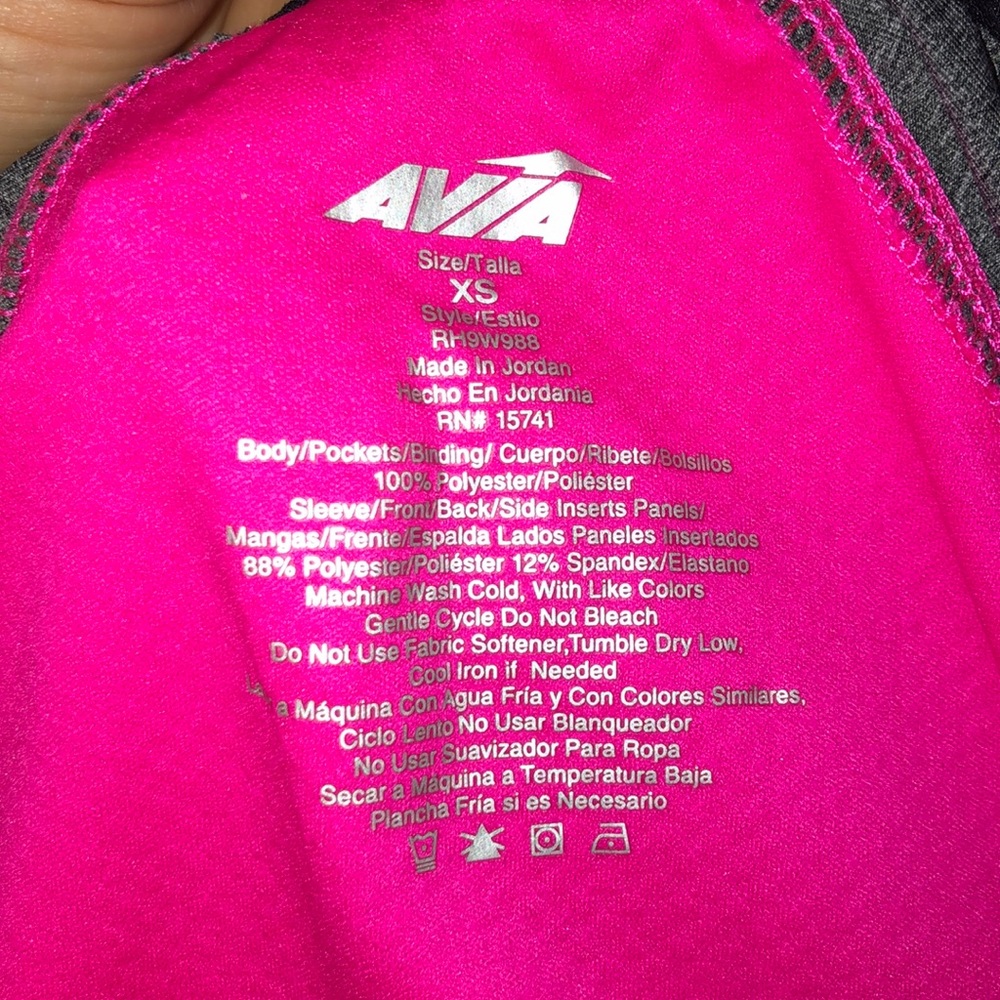 AVIA
Size/Talla
XS
Style/Estilo
RH9W988
Made In Jordan
Hecho En Jordania
RN# 15741
Body/Pockets/Binding/ Cuerpo/Ribete/Bolsillos
100% Polyester/Poliéster
Sleeve/Front/Back/Side Inserts Panels/
Mangas/Frente/Espalda Lados Paneles Insertados
88% Polyester/Poliéster 12% Spandex/Elastano
Machine Wash Cold, With Like Colors
Gentle Cycle Do Not Bleach
Do Not Use Fabric Softener,Tumble Dry Low,
Cool Iron if Needed
a Máquina Con Agua Fría y Con Colores Similares,
Ciclo Lento No Usar Blanqueador
No Usar Suavizador Para Ropa
Secar a Máquina a Temperatura Baja
Plancha Fría si es Necesario